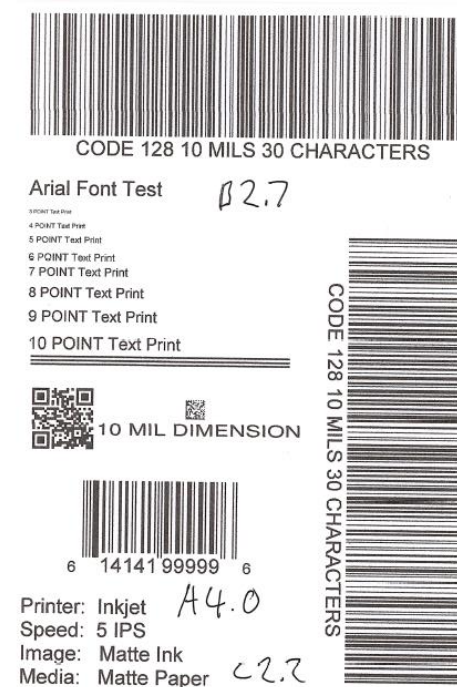 CODE 128 10 MILS 30 CHARACTERS
Arial Font Test B2.7
3 POINT Text Print
4 POINT Text Print
5 POINT Text Print
6 POINT Text Print
7 POINT Text Print
8 POINT Text Print
9 POINT Text Print
10 POINT Text Print
CODE 128 10 MILS 30 CHARACTERS
10 MIL DIMENSION
6 14141 99999 6
Printer: Inkjet A4.0
Speed: 5 IPS
Image: Matte Ink
Media: Matte Paper C2.2